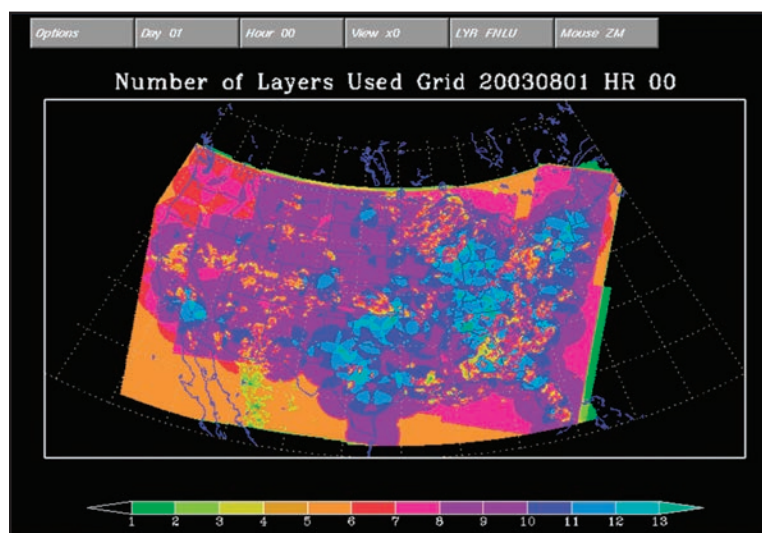 Options Day 01 Hour 00 View x0 LYR FNLU Mouse ZM
Number of Layers Used Grid 20030801 HR 00
1 2 3 4 5 6 7 8 9 10 11 12 13